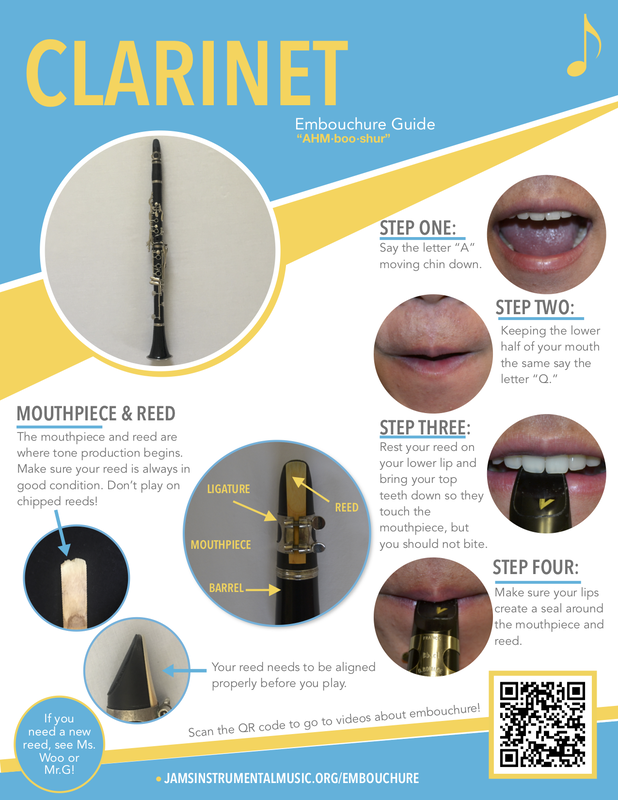 CLARINET
Embouchure Guide
“AHM·boo·shur”
STEP ONE:
Say the letter “A”
moving chin down.
STEP TWO:
Keeping the lower
half of your mouth
the same say the
letter “Q.”
MOUTHPIECE & REED
The mouthpiece and reed are
where tone production begins.
Make sure your reed is always in
good condition. Don’t play on
chipped reeds!
STEP THREE:
Rest your reed on
your lower lip and
bring your top
teeth down so they
touch the
mouthpiece, but
you should not bite.
LIGATURE
REED
MOUTHPIECE
BARREL
STEP FOUR:
Make sure your lips
create a seal around
the mouthpiece and
reed.
Your reed needs to be aligned
properly before you play.
If you
need a new
reed, see Ms.
Woo or
Mr.G!
Scan the QR code to go to videos about embouchure!
• JAMSINSTRUMENTALMUSIC.ORG/EMBOUCHURE